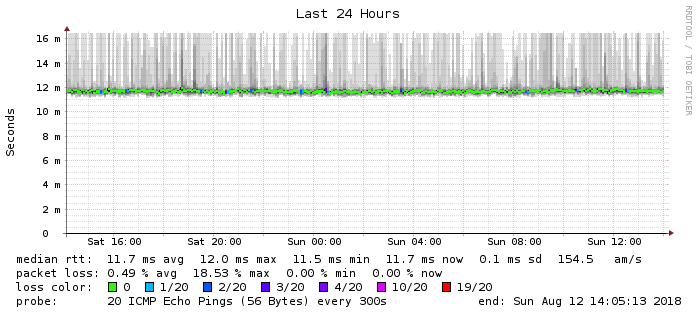 Last 24 Hours
RRDTOOL / TOBI OETIKER
Seconds
16 m
14 m
12 m
10 m
8 m
6 m
4 m
2 m
0
Sat 16:00 Sat 20:00 Sun 00:00 Sun 04:00 Sun 08:00 Sun 12:00
median rtt: 11.7 ms avg 12.0 ms max 11.5 ms min 11.7 ms now 0.1 ms sd 154.5 am/s
packet loss: 0.49 % avg 18.53 % max 0.00 % min 0.00 % now
loss color: 0 1/20 2/20 3/20 4/20 10/20 19/20
probe: 20 ICMP Echo Pings (56 Bytes) every 300s end: Sun Aug 12 14:05:13 2018